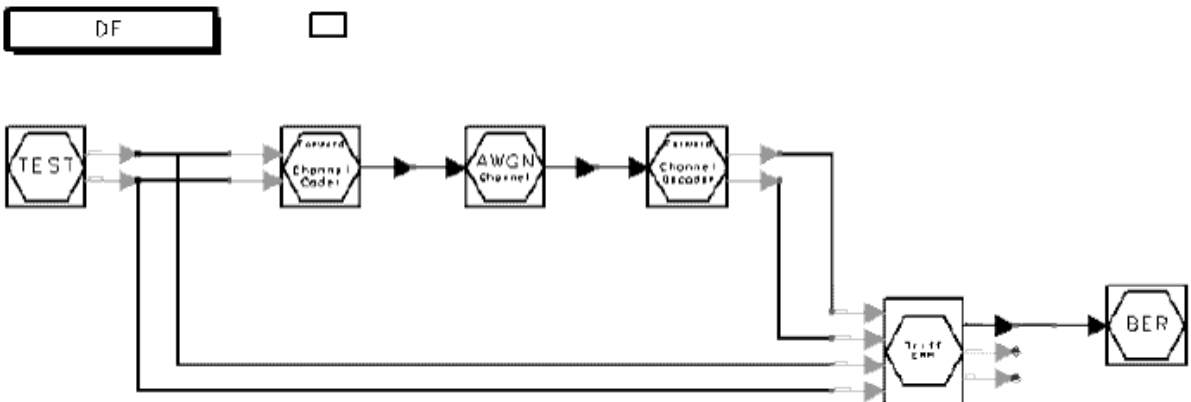 DF
TEST
Forward
Channel
Coder
AWGN
Channel
Forward
Channel
Decoder
BER